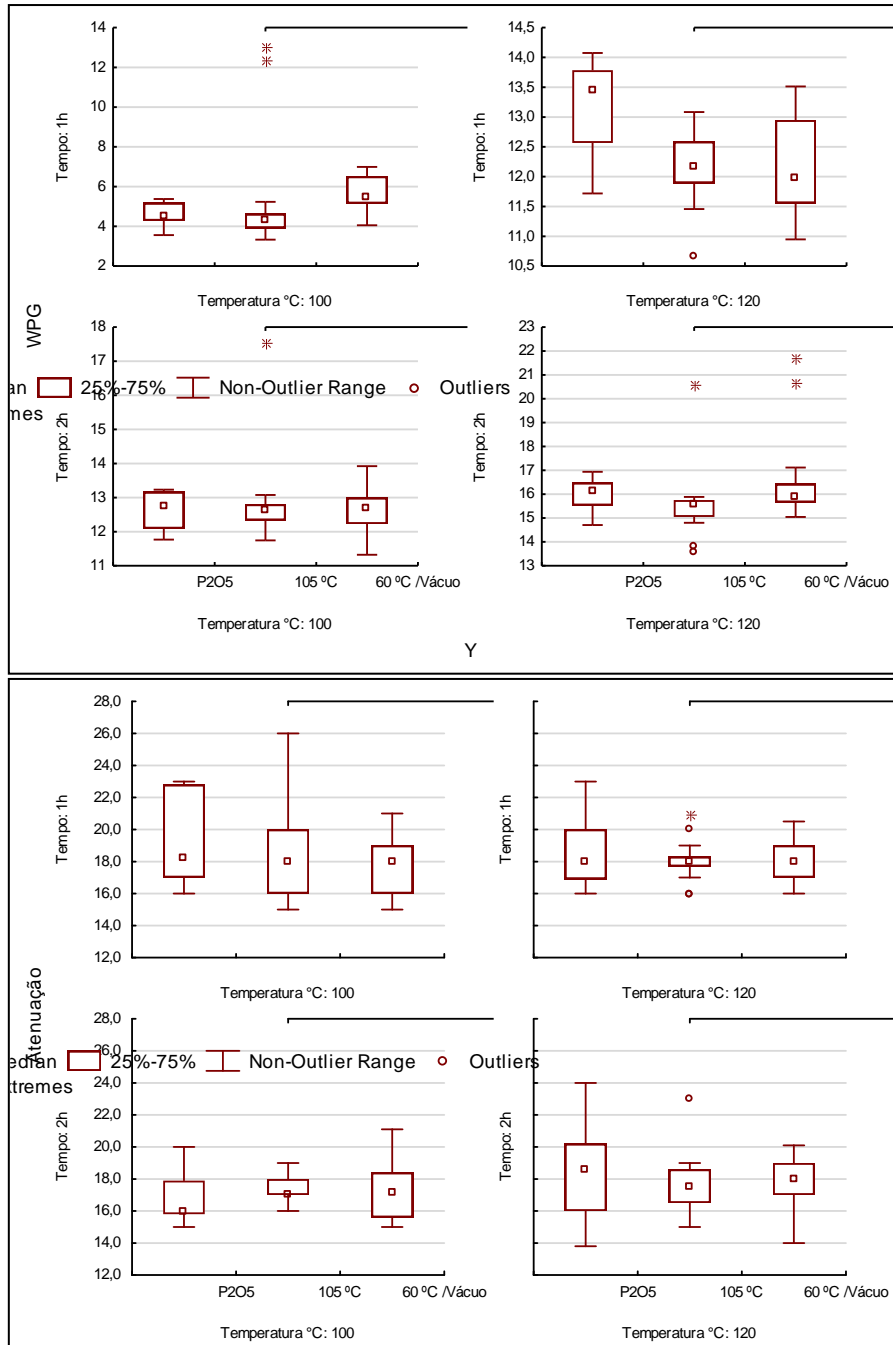 14
12
10
8
6
4
2
Tempo: 1h
Temperatura °C: 100
14,5
14,0
13,5
13,0
12,5
12,0
11,5
11,0
10,5
Tempo: 1h
Temperatura °C: 120
WPG
18
17
16
15
14
13
12
11
Tempo: 2h
P2O5 105 ºC 60 ºC /Vácuo
Temperatura °C: 100
25%-75% Non-Outlier Range Outliers
23
22
21
20
19
18
17
16
15
14
13
Tempo: 2h
P2O5 105 ºC 60 ºC /Vácuo
Temperatura °C: 120
Y
28,0
26,0
24,0
22,0
20,0
18,0
16,0
14,0
12,0
Tempo: 1h
Temperatura °C: 100
Tempo: 1h
Temperatura °C: 120
Atenuação
28,0
26,0
24,0
22,0
20,0
18,0
16,0
14,0
12,0
Tempo: 2h
P2O5 105 ºC 60 ºC /Vácuo
Temperatura °C: 100
25%-75% Non-Outlier Range Outliers
Tempo: 2h
P2O5 105 ºC 60 ºC /Vácuo
Temperatura °C: 120